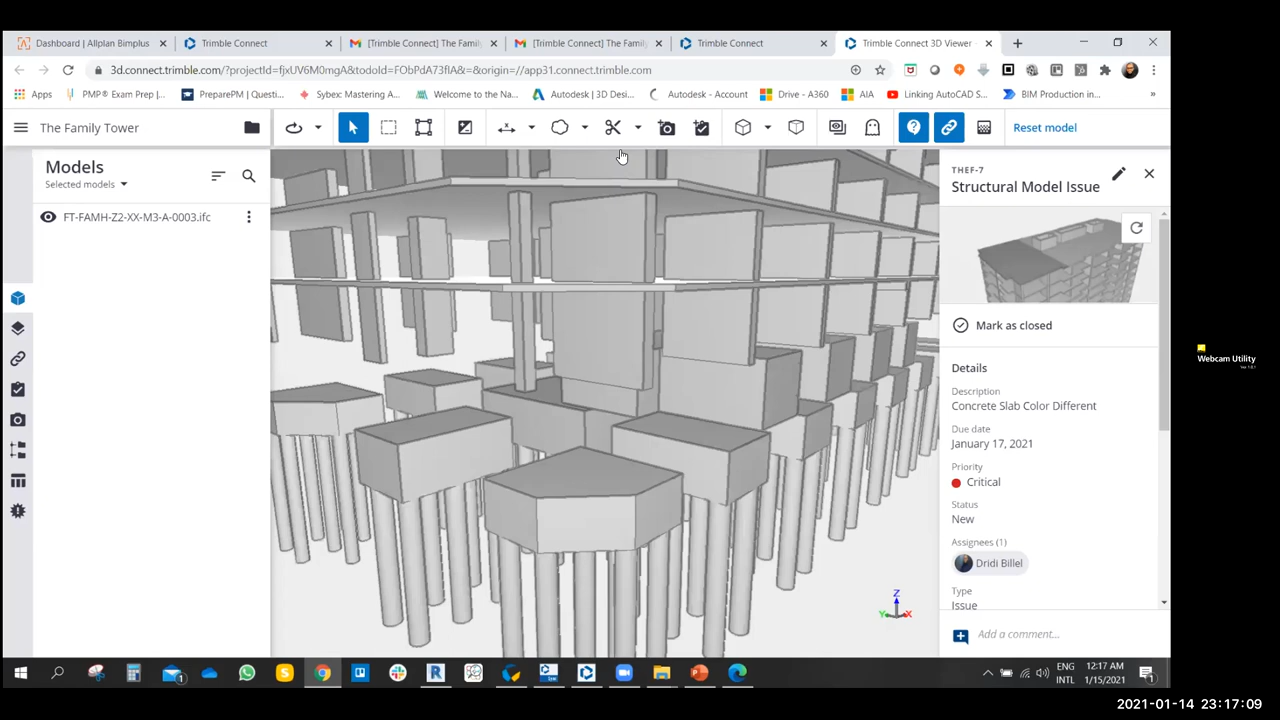 Dashboard | Allplan Bimplus
Trimble Connect
[Trimble Connect] The Family
[Trimble Connect] The Family
Trimble Connect
Trimble Connect 3D Viewer
3d.connect.trimble.com/?projectId=fjxUV6M0mgA&todoId=FObPdA73fIA&=&origin=//app31.connect.trimble.com
Apps
PMP® Exam Prep |...
PreparePM | Questi...
Sybex: Mastering A...
Welcome to the Na...
Autodesk | 3D Desi...
Autodesk - Account
Drive - A360
AIA
Linking AutoCAD S...
BIM Production in...
The Family Tower
Reset model
Models
Selected models
FT-FAMH-Z2-XX-M3-A-0003.ifc
THEF-7
Structural Model Issue
Mark as closed
Details
Description
Concrete Slab Color Different
Due date
January 17, 2021
Priority
Critical
Status
New
Assignees (1)
Dridi Billel
Type
Issue
Add a comment...
Z
Y
X
Webcam Utility
ENG
INTL
12:17 AM
1/15/2021
2021-01-14 23:17:09